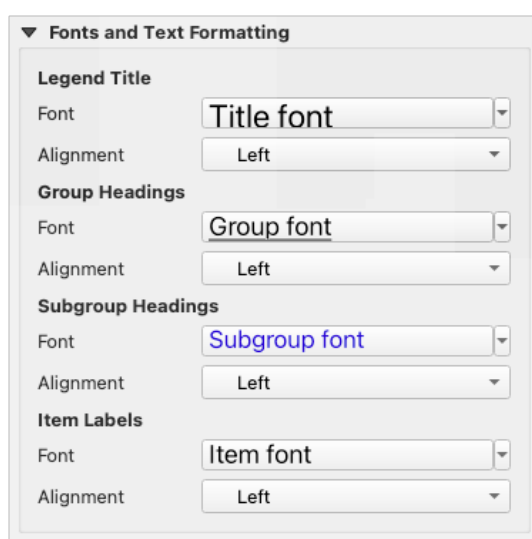 Fonts and Text Formatting
Legend Title
Font Title font
Alignment Left
Group Headings
Font Group font
Alignment Left
Subgroup Headings
Font Subgroup font
Alignment Left
Item Labels
Font Item font
Alignment Left